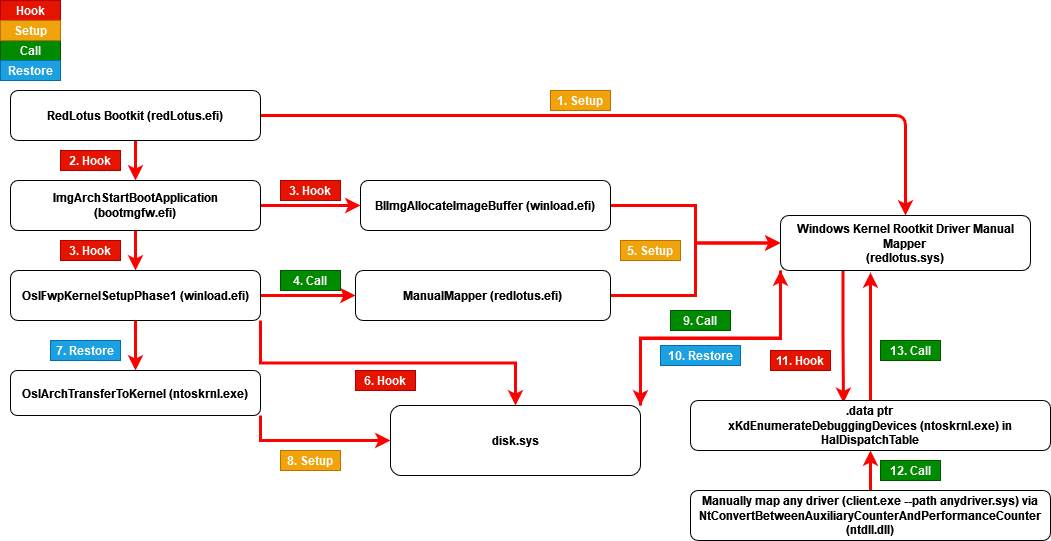 Hook
Setup
Call
Restore
1. Setup
RedLotus Bootkit (redLotus.efi)
2. Hook
ImgArchStartBootApplication
(bootmgfw.efi)
3. Hook
BlImgAllocateImageBuffer (winload.efi)
3. Hook
5. Setup
Windows Kernel Rootkit Driver Manual
Mapper
(redlotus.sys)
OslFwpKernelSetupPhase1 (winload.efi)
4. Call
ManualMapper (redlotus.efi)
9. Call
7. Restore
10. Restore
11. Hook
13. Call
OslArchTransferToKernel (ntoskrnl.exe)
6. Hook
8. Setup
disk.sys
.data ptr
xKdEnumerateDebuggingDevices (ntoskrnl.exe) in
HalDispatchTable
12. Call
Manually map any driver (client.exe --path anydriver.sys) via
NtConvertBetweenAuxiliaryCounterAndPerformanceCounter
(ntdll.dll)